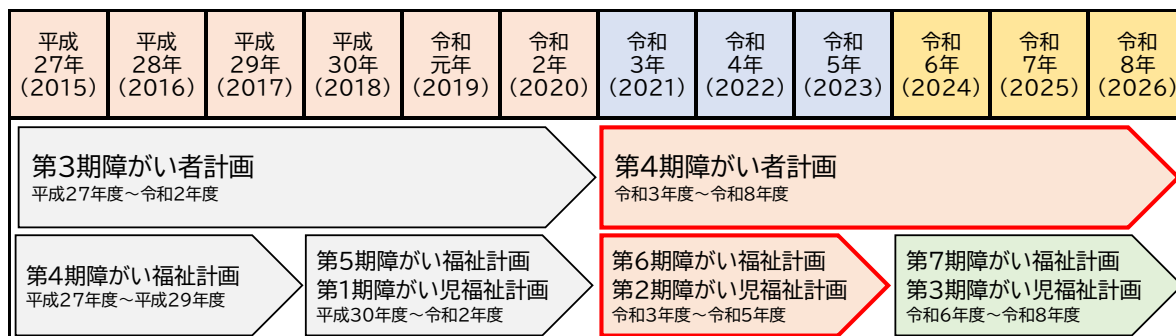 平成
27年
(2015)
平成
28年
(2016)
平成
29年
(2017)
平成
30年
(2018)
令和
元年
(2019)
令和
2年
(2020)
令和
3年
(2021)
令和
4年
(2022)
令和
5年
(2023)
令和
6年
(2024)
令和
7年
(2025)
令和
8年
(2026)
第3期障がい者計画
平成27年度～令和2年度
第4期障がい者計画
令和3年度～令和8年度
第4期障がい福祉計画
平成27年度～平成29年度
第5期障がい福祉計画
第1期障がい児福祉計画
平成30年度～令和2年度
第6期障がい福祉計画
第2期障がい児福祉計画
令和3年度～令和5年度
第7期障がい福祉計画
第3期障がい児福祉計画
令和6年度～令和8年度